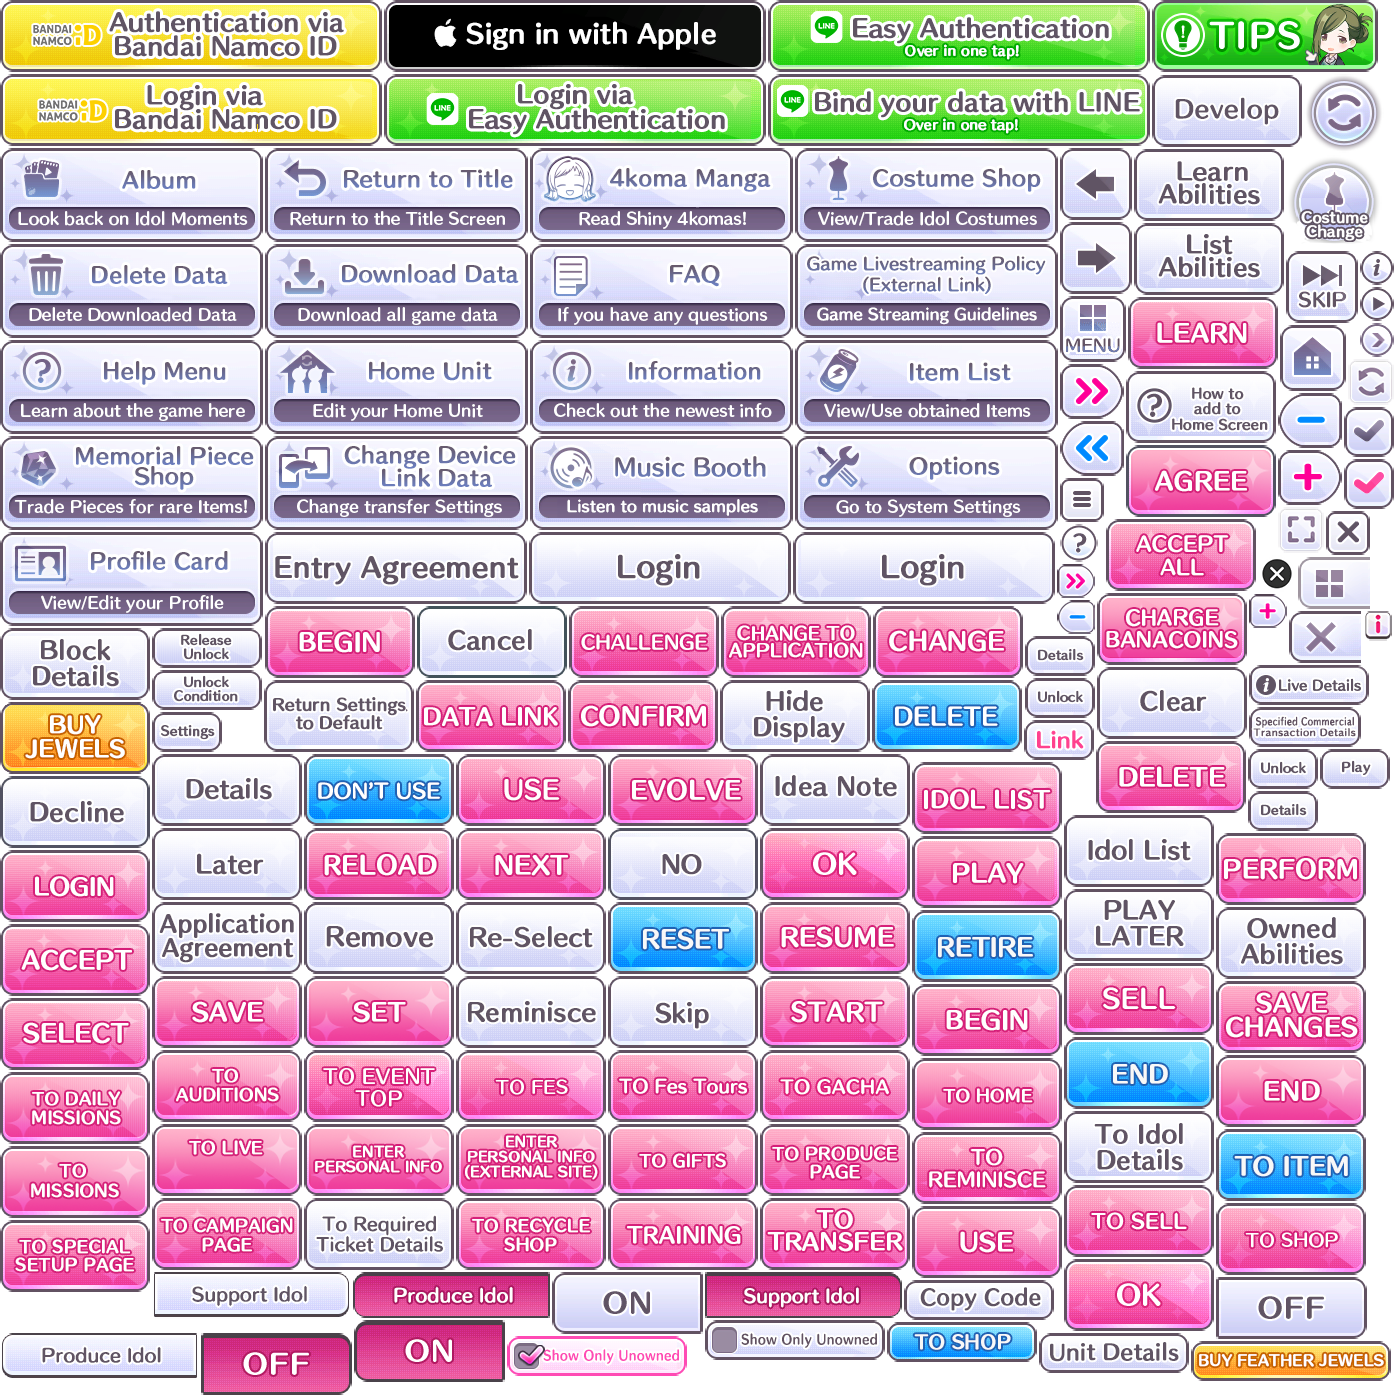 BANDAI NAMCO ID
Authentication via
Bandai Namco ID
Sign in with Apple
LINE
Easy Authentication
Over in one tap!
TIPS
BANDAI NAMCO ID
Login via
Bandai Namco ID
LINE
Login via
Easy Authentication
LINE
Bind your data with LINE
Over in one tap!
Develop
Album
Look back on Idol Moments
Return to Title
Return to the Title Screen
4koma Manga
Read Shiny 4komas!
Costume Shop
View/Trade Idol Costumes
Learn
Abilities
Costume
Change
Delete Data
Delete Downloaded Data
Download Data
Download all game data
FAQ
If you have any questions
Game Livestreaming Policy
(External Link)
Game Streaming Guidelines
List
Abilities
SKIP
MENU
LEARN
Help Menu
Learn about the game here
Home Unit
Edit your Home Unit
Information
Check out the newest info
Item List
View/Use obtained Items
How to
add to
Home Screen
Memorial Piece
Shop
Trade Pieces for rare Items!
Change Device
Link Data
Change transfer Settings
Music Booth
Listen to music samples
Options
Go to System Settings
AGREE
Profile Card
View/Edit your Profile
Entry Agreement
Login
Login
ACCEPT
ALL
Block
Details
Release
Unlock
BEGIN
Cancel
CHALLENGE
CHANGE TO
APPLICATION
CHANGE
Details
CHARGE
BANACOINS
Unlock
Condition
Return Settings
to Default
DATA LINK
CONFIRM
Hide
Display
DELETE
Unlock
Clear
Live Details
BUY
JEWELS
Settings
Link
Specified Commercial
Transaction Details
Decline
Details
DON'T USE
USE
EVOLVE
Idea Note
IDOL LIST
DELETE
Unlock
Play
Details
LOGIN
Later
RELOAD
NEXT
NO
OK
PLAY
Idol List
PERFORM
ACCEPT
Application
Agreement
Remove
Re-Select
RESET
RESUME
RETIRE
PLAY
LATER
Owned
Abilities
SELECT
SAVE
SET
Reminisce
Skip
START
BEGIN
SELL
SAVE
CHANGES
TO DAILY
MISSIONS
TO
AUDITIONS
TO EVENT
TOP
TO FES
TO Fes Tours
TO GACHA
TO HOME
END
END
TO
MISSIONS
TO LIVE
ENTER
PERSONAL INFO
ENTER
PERSONAL INFO
(EXTERNAL SITE)
TO GIFTS
TO PRODUCE
PAGE
TO
REMINISCE
To Idol
Details
TO ITEM
TO SPECIAL
SETUP PAGE
TO CAMPAIGN
PAGE
To Required
Ticket Details
TO RECYCLE
SHOP
TRAINING
TO
TRANSFER
USE
TO SELL
TO SHOP
Support Idol
Produce Idol
ON
Support Idol
Copy Code
OK
OFF
Produce Idol
OFF
ON
Show Only Unowned
Show Only Unowned
TO SHOP
Unit Details
BUY FEATHER JEWELS